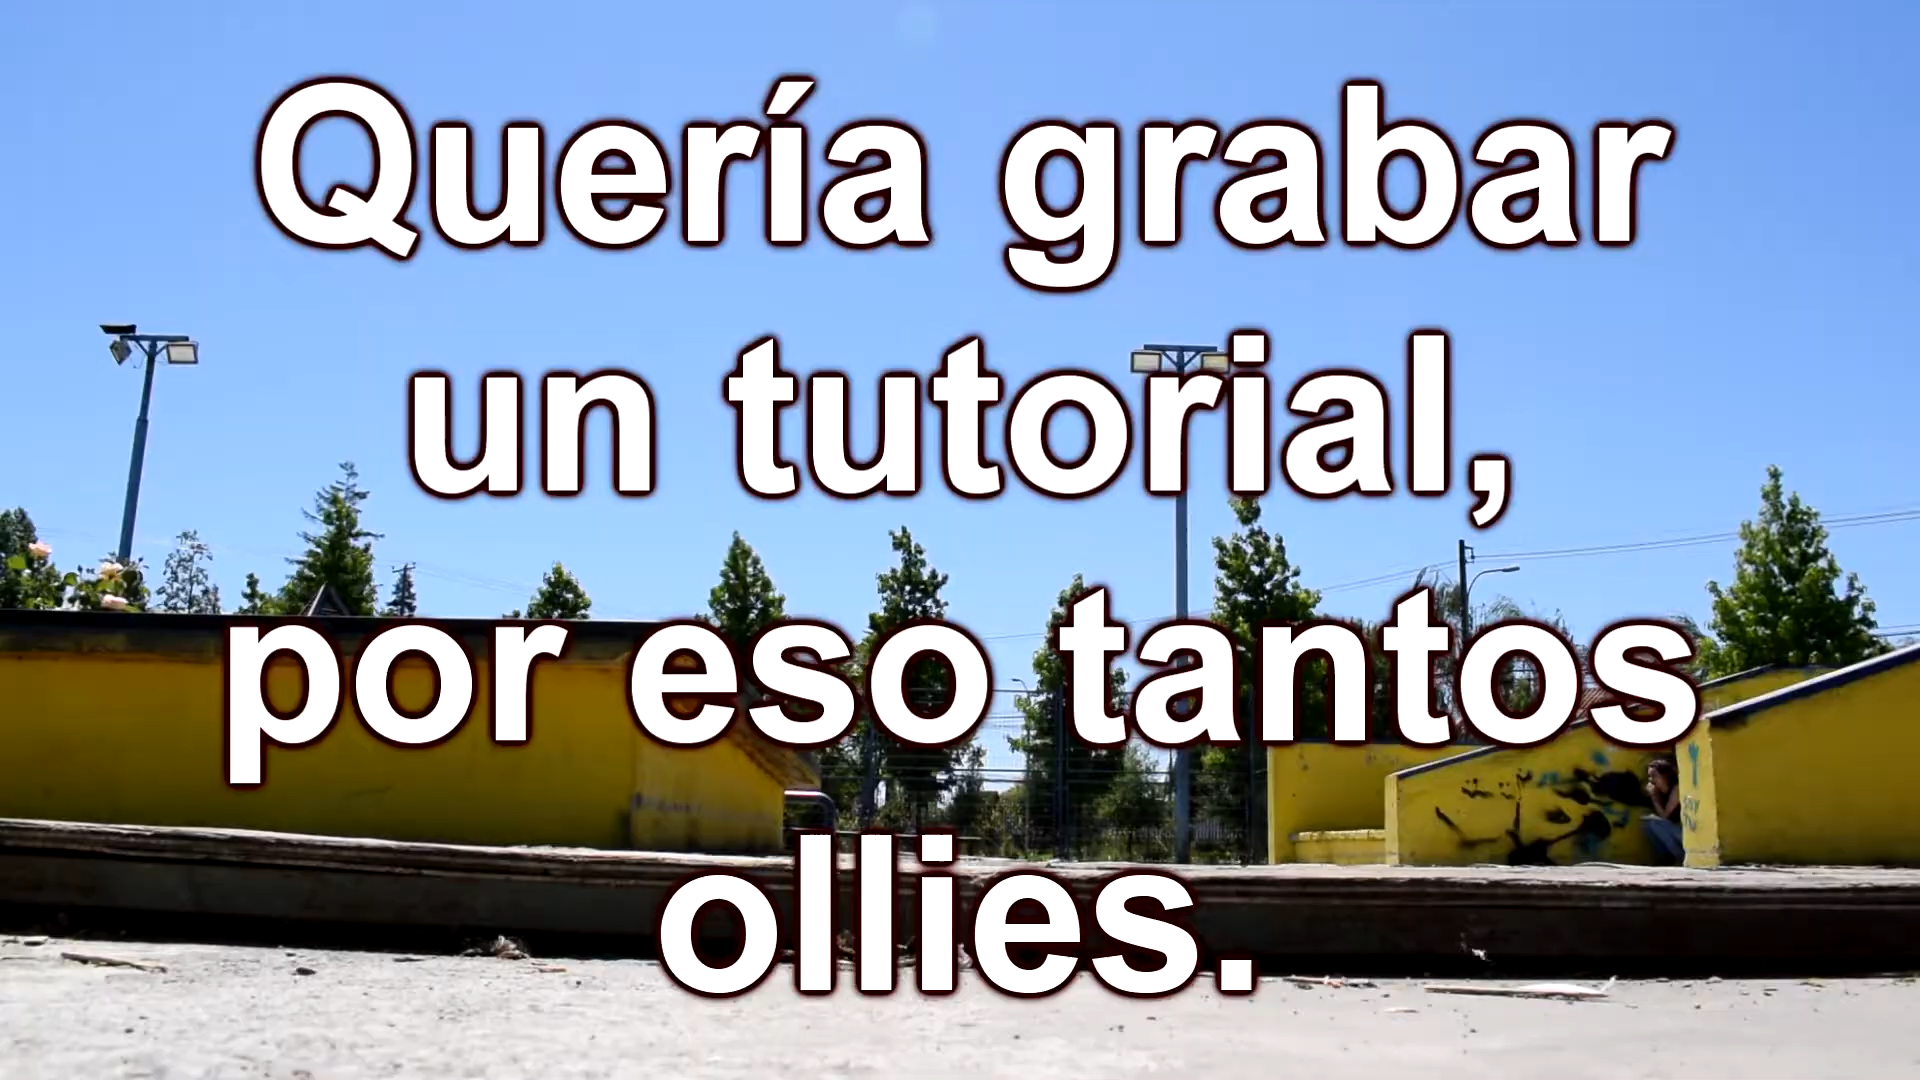 Quería grabar
un tutorial,
por eso tantos
ollies.